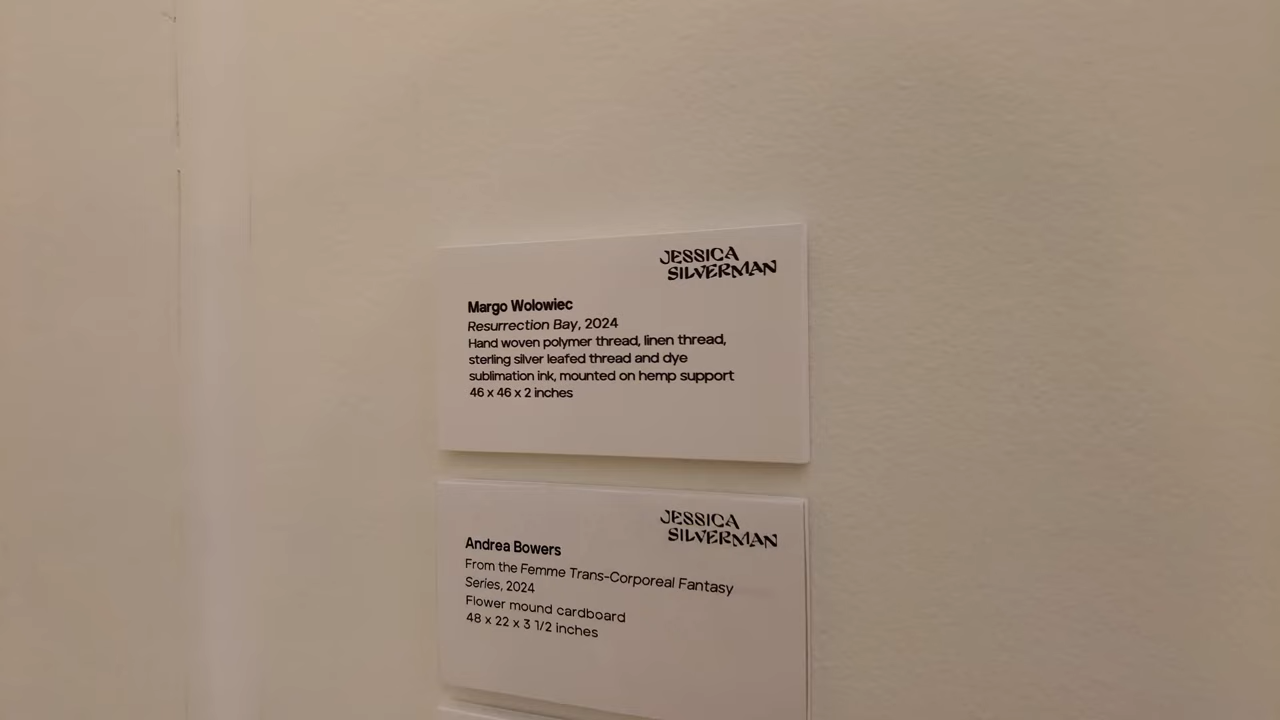 JESSICA
SILVERMAN
Margo Wolowiec
Resurrection Bay, 2024
Hand woven polymer thread, linen thread,
sterling silver leafed thread and dye
sublimation ink, mounted on hemp support
46 x 46 x 2 inches
JESSICA
SILVERMAN
Andrea Bowers
From the Femme Trans-Corporeal Fantasy
Series, 2024
Flower mound cardboard
48 x 22 x 3 1/2 inches